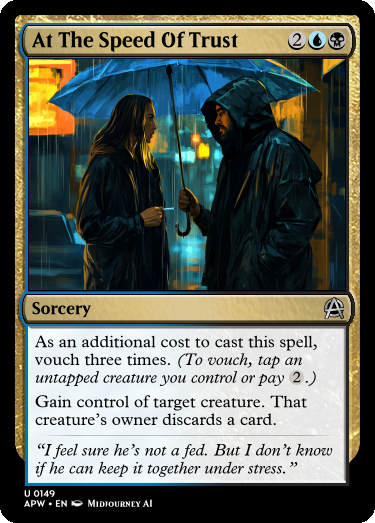 At The Speed Of Trust 2
Sorcery
As an additional cost to cast this spell,
vouch three times. (To vouch, tap an
untapped creature you control or pay 2.)
Gain control of target creature. That
creature's owner discards a card.
“I feel sure he's not a fed. But I don't know
if he can keep it together under stress.”
U 0149
APW • EN Midjourney AI